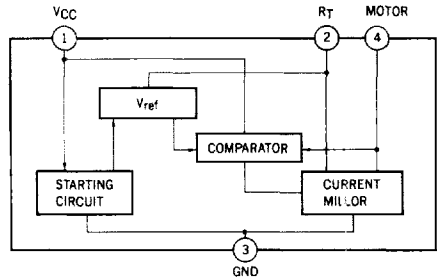 VCC
RT
MOTOR
1
2
4
Vref
COMPARATOR
STARTING
CIRCUIT
CURRENT
MILLOR
3
GND